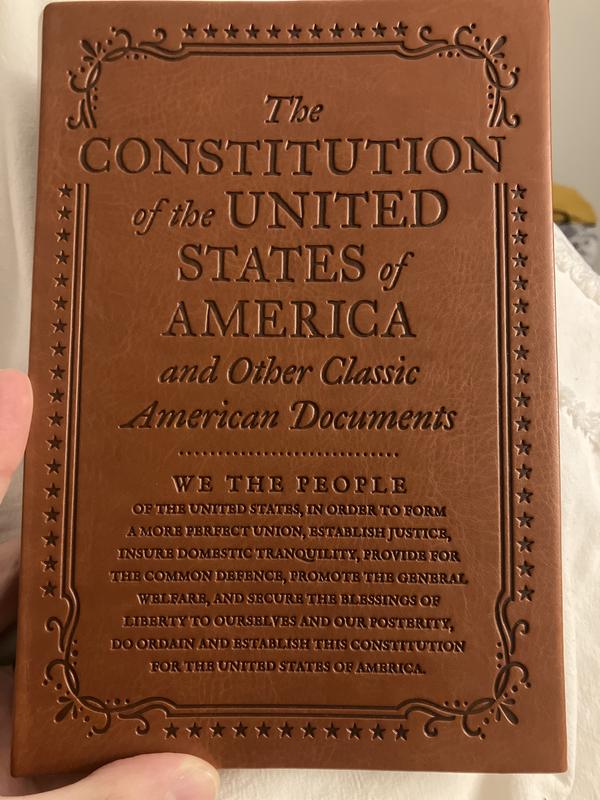 The
CONSTITUTION
of the UNITED
STATES of
AMERICA
and Other Classic
American Documents
WE THE PEOPLE
OF THE UNITED STATES, IN ORDER TO FORM
A MORE PERFECT UNION, ESTABLISH JUSTICE,
INSURE DOMESTIC TRANQUILITY, PROVIDE FOR
THE COMMON DEFENCE, PROMOTE THE GENERAL
WELFARE, AND SECURE THE BLESSINGS OF
LIBERTY TO OURSELVES AND OUR POSTERITY,
DO ORDAIN AND ESTABLISH THIS CONSTITUTION
FOR THE UNITED STATES OF AMERICA.